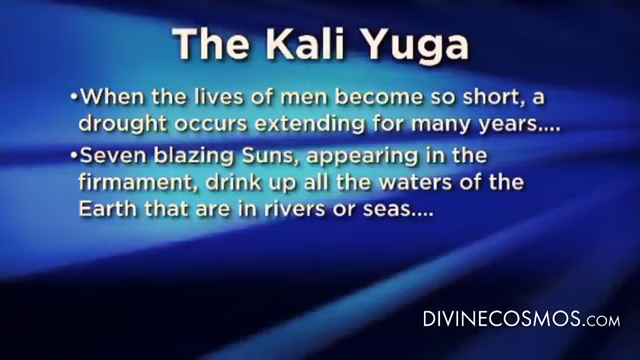 The Kali Yuga
•When the lives of men become so short, a
drought occurs extending for many years....
•Seven blazing Suns, appearing in the
firmament, drink up all the waters of the
Earth that are in rivers or seas....
DIVINECOSMOS.COM